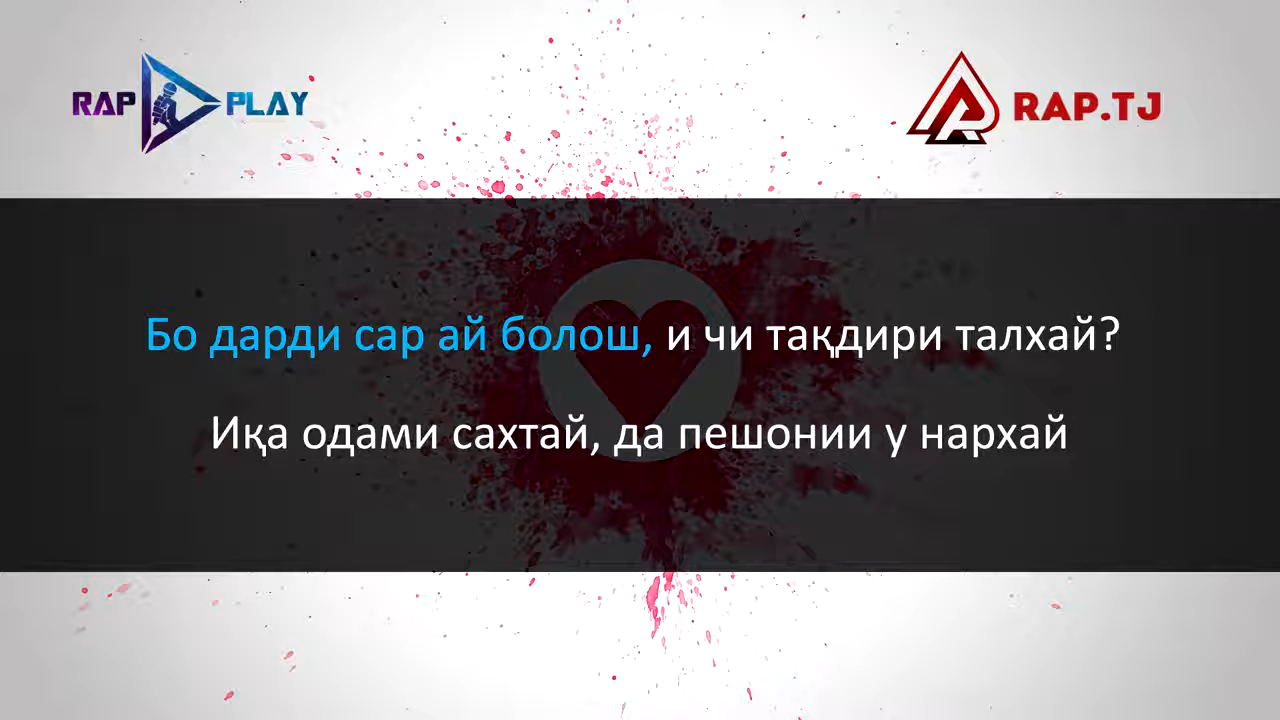 RAP PLAY
RAP.TJ
Бо дарди сар ай болош, и чи тақдири талхай?
Иқа одами сахтай, да пешонии у нархай